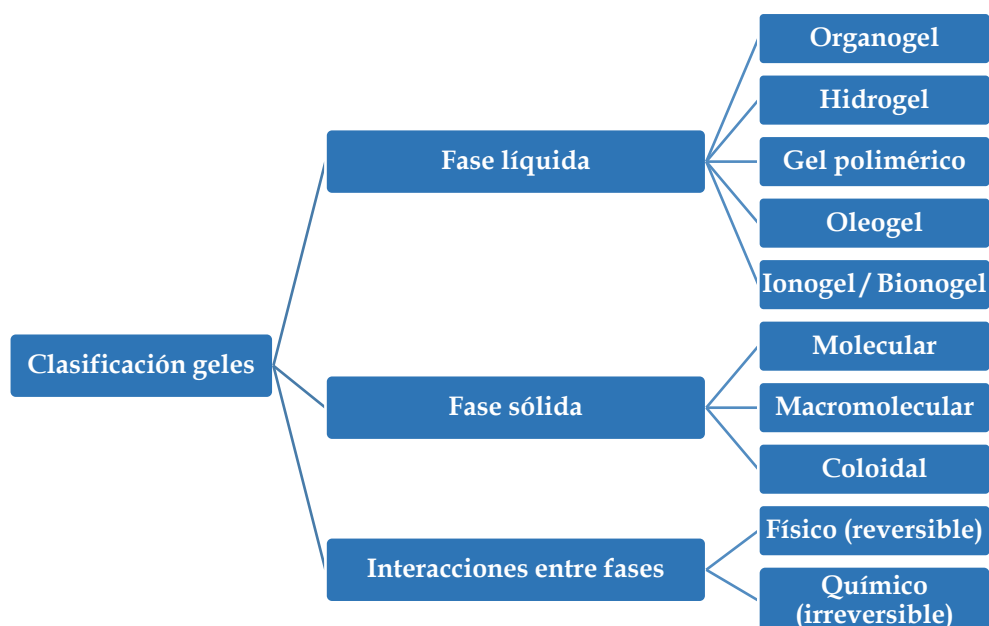 Clasificación geles
Fase líquida
Organogel
Hidrogel
Gel polimérico
Oleogel
Ionogel / Bionogel
Fase sólida
Molecular
Macromolecular
Coloidal
Interacciones entre fases
Físico (reversible)
Químico
(irreversible)